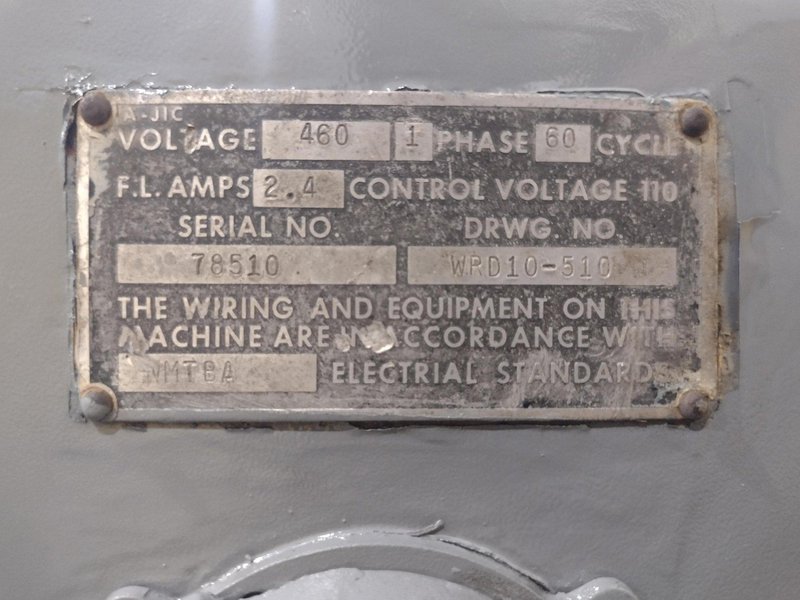 A-JIC
VOLTAGE 460 1 PHASE 60 CYCLE
F.L. AMPS 2.4 CONTROL VOLTAGE 110
SERIAL NO. DRWG. NO.
78510 WRD10-510
THE WIRING AND EQUIPMENT ON THIS
MACHINE ARE IN ACCORDANCE WITH
NMTBA ELECTRIAL STANDARDS